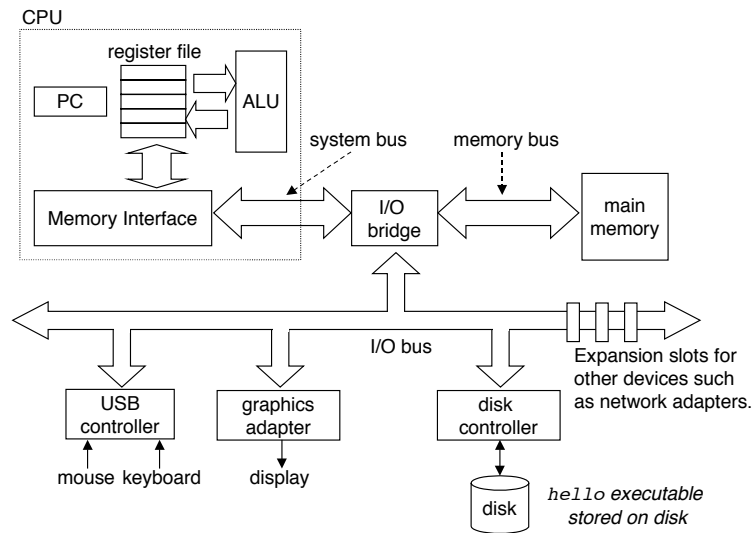 CPU
register file
PC
ALU
system bus
memory bus
Memory Interface
I/O
bridge
main
memory
I/O bus
Expansion slots for
other devices such
as network adapters.
USB
controller
graphics
adapter
disk
controller
mouse keyboard
display
disk
hello executable
stored on disk